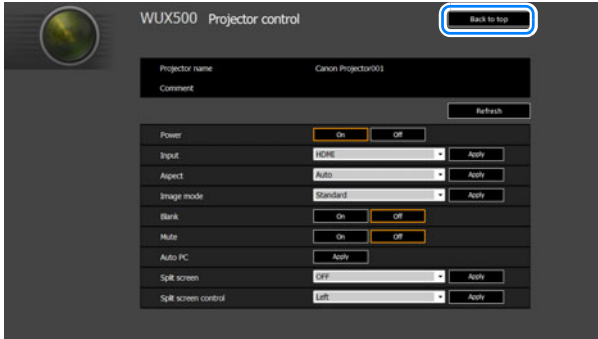 WUX500 Projector control
Back to top
Projector name Canon Projector001
Comment
Refresh
Power On Off
Input HDMI Apply
Aspect Auto Apply
Image mode Standard Apply
Blank On Off
Mute On Off
Auto PC Apply
Split screen OFF Apply
Split screen control Left Apply